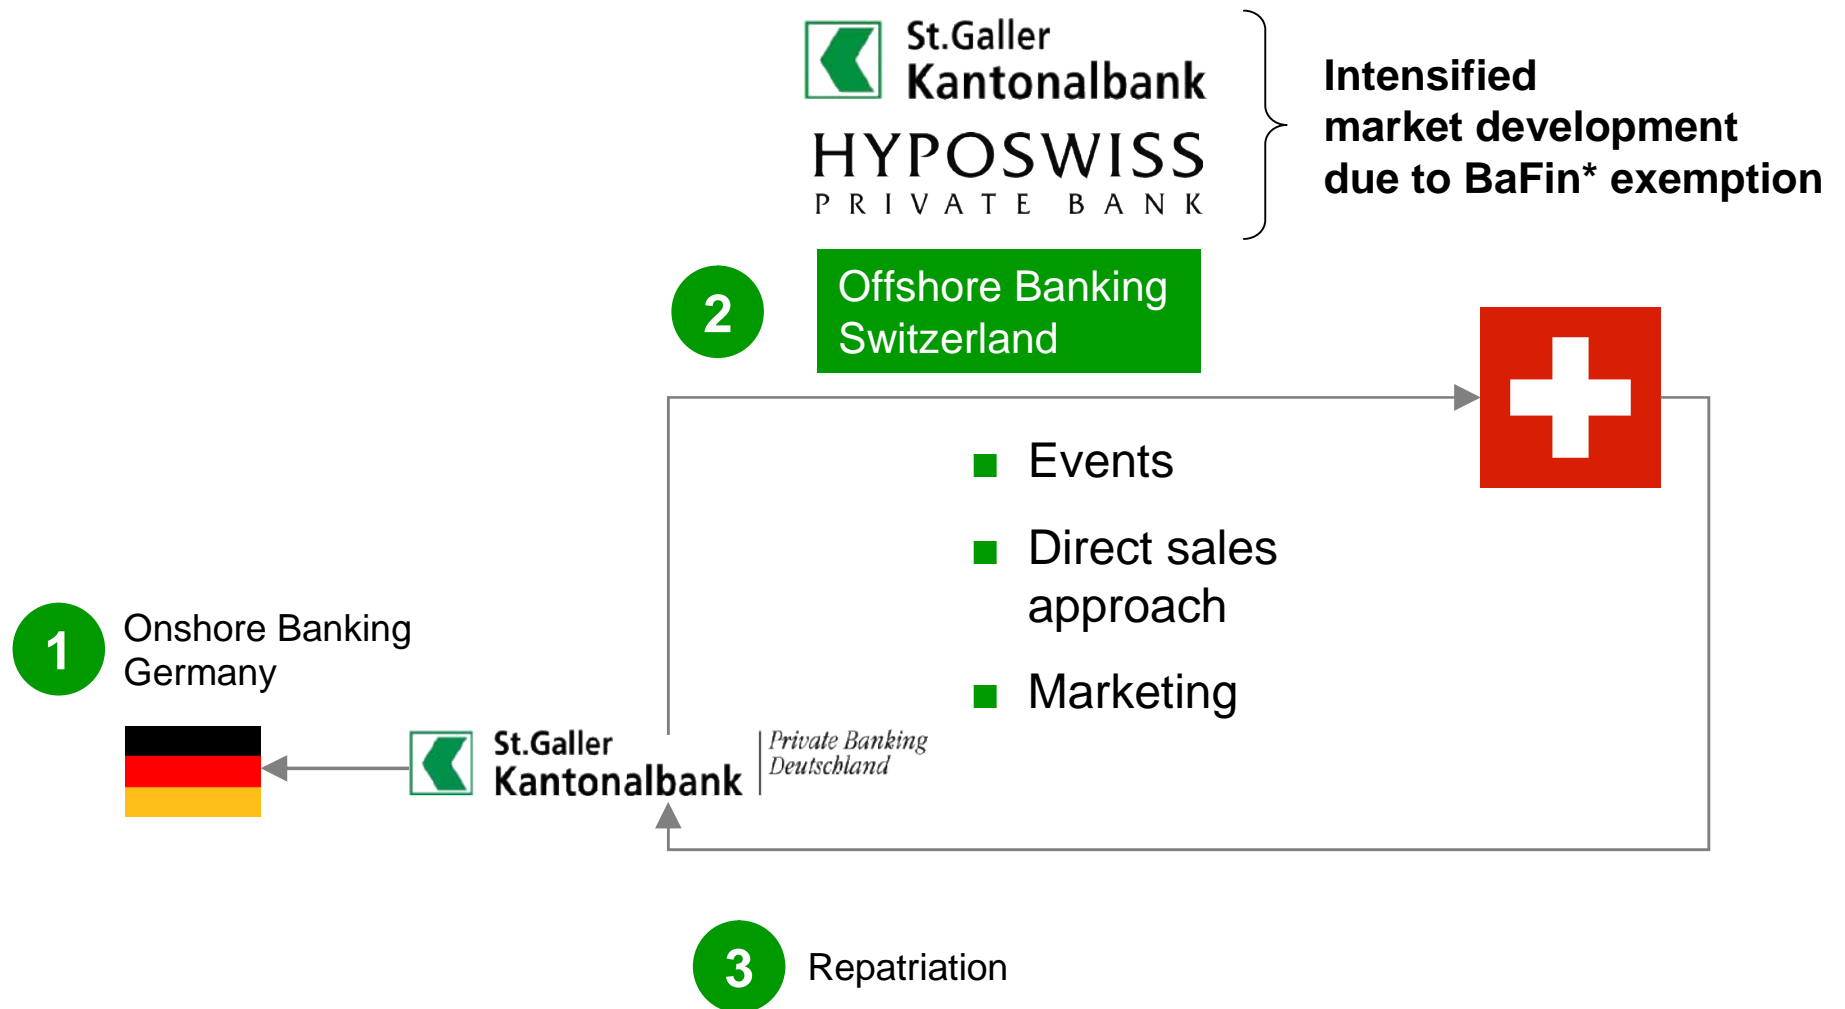 St.Galler
Kantonalbank
HYPOSWISS
PRIVATE BANK
Intensified
market development
due to BaFin* exemption
2
Offshore Banking
Switzerland
■ Events
■ Direct sales
approach
■ Marketing
1
Onshore Banking
Germany
St.Galler
Kantonalbank
Private Banking
Deutschland
3
Repatriation